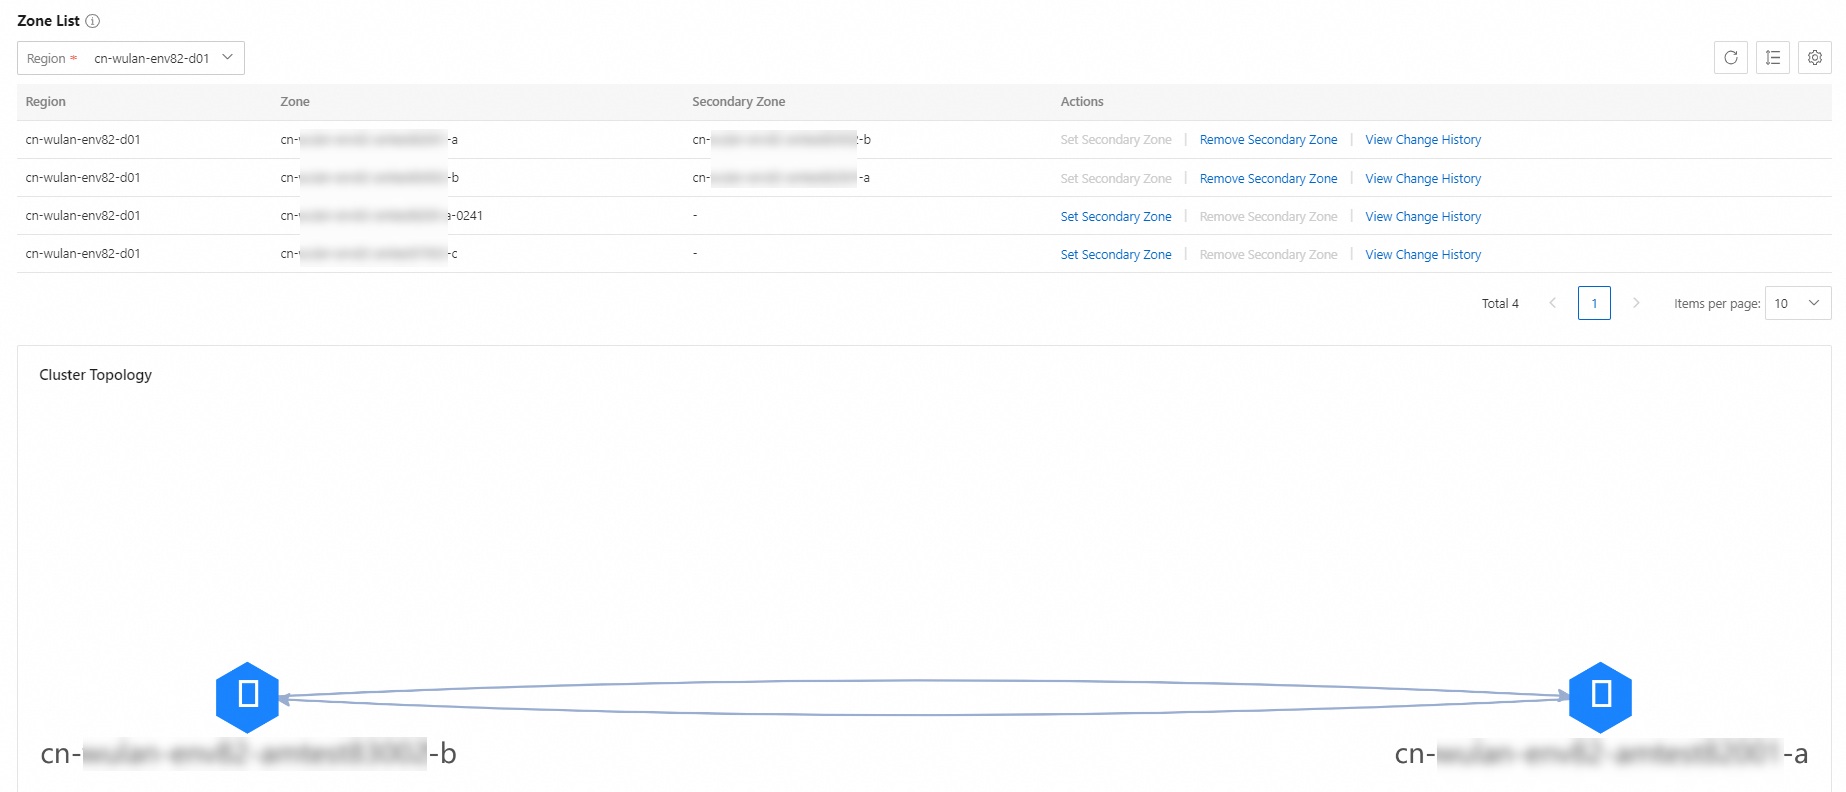 Zone List
Region * cn-wulan-env82-d01
Region Zone Secondary Zone Actions
cn-wulan-env82-d01 cn- -a cn- -b Set Secondary Zone | Remove Secondary Zone | View Change History
cn-wulan-env82-d01 cn- -b cn- -a Set Secondary Zone | Remove Secondary Zone | View Change History
cn-wulan-env82-d01 cn- a-0241 - Set Secondary Zone | Remove Secondary Zone | View Change History
cn-wulan-env82-d01 cn- -c - Set Secondary Zone | Remove Secondary Zone | View Change History
Total 4 < 1 > Items per page: 10
Cluster Topology
cn- -b
cn- -a